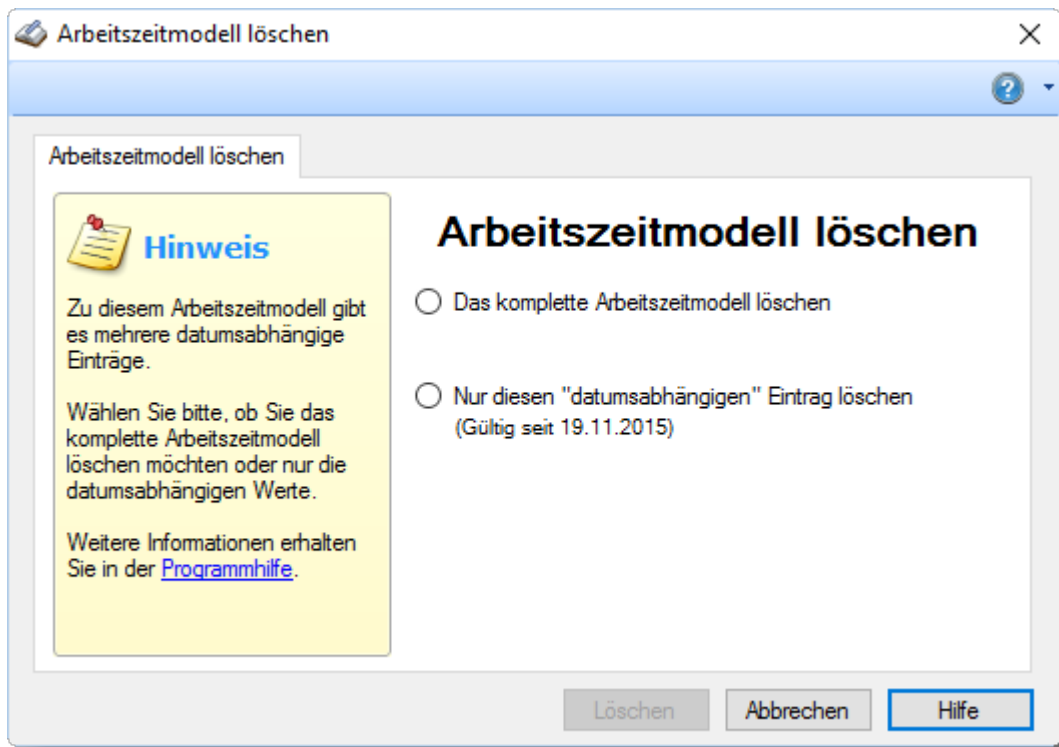 Arbeitszeitmodell löschen
Arbeitszeitmodell löschen
Hinweis
Zu diesem Arbeitszeitmodell gibt
es mehrere datumsabhängige
Einträge.
Wählen Sie bitte, ob Sie das
komplette Arbeitszeitmodell
löschen möchten oder nur die
datumsabhängigen Werte.
Weitere Informationen erhalten
Sie in der Programmhilfe.
Arbeitszeitmodell löschen
Das komplette Arbeitszeitmodell löschen
Nur diesen "datumsabhängigen" Eintrag löschen
(Gültig seit 19.11.2015)
Löschen Abbrechen Hilfe